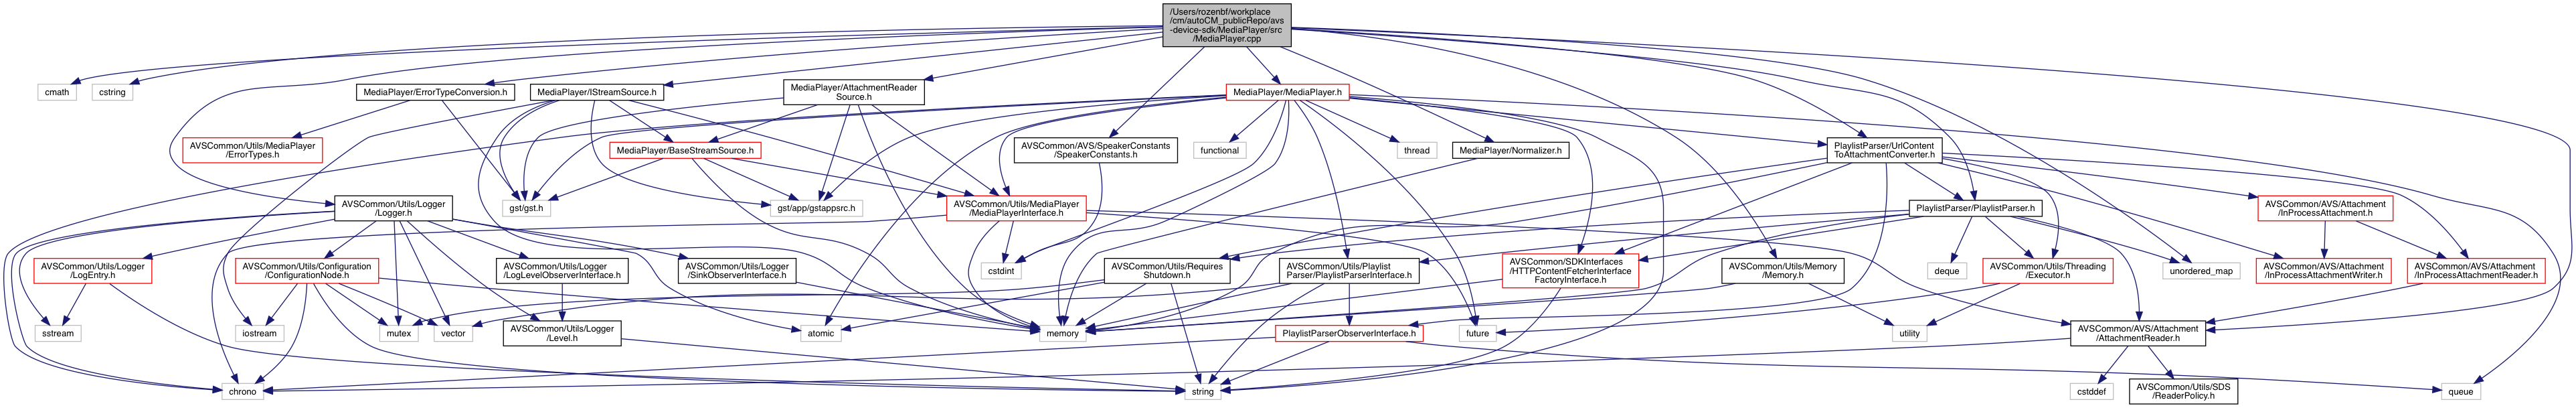 /Users/rozenbf/workplace
/cm/autoCM_publicRepo/avs
-device-sdk/MediaPlayer/src
/MediaPlayer.cpp
cmath
cstring
MediaPlayer/ErrorTypeConversion.h
MediaPlayer/IStreamSource.h
MediaPlayer/AttachmentReader
Source.h
MediaPlayer/MediaPlayer.h
AVSCommon/Utils/MediaPlayer
/ErrorTypes.h
MediaPlayer/BaseStreamSource.h
AVSCommon/AVS/SpeakerConstants
/SpeakerConstants.h
functional
thread
MediaPlayer/Normalizer.h
PlaylistParser/UrlContent
ToAttachmentConverter.h
AVSCommon/Utils/Logger
/Logger.h
gst/gst.h
gst/app/gstappsrc.h
AVSCommon/Utils/MediaPlayer
/MediaPlayerInterface.h
PlaylistParser/PlaylistParser.h
AVSCommon/AVS/Attachment
/InProcessAttachment.h
AVSCommon/Utils/Logger
/LogEntry.h
AVSCommon/Utils/Configuration
/ConfigurationNode.h
AVSCommon/Utils/Logger
/LogLevelObserverInterface.h
AVSCommon/Utils/Logger
/SinkObserverInterface.h
cstdint
AVSCommon/Utils/Requires
Shutdown.h
AVSCommon/Utils/Playlist
Parser/PlaylistParserInterface.h
AVSCommon/SDKInterfaces
/HTTPContentFetcherInterface
FactoryInterface.h
AVSCommon/Utils/Memory
/Memory.h
deque
AVSCommon/Utils/Threading
/Executor.h
unordered_map
AVSCommon/AVS/Attachment
/InProcessAttachmentWriter.h
AVSCommon/AVS/Attachment
/InProcessAttachmentReader.h
sstream
iostream
mutex
vector
AVSCommon/Utils/Logger
/Level.h
atomic
memory
PlaylistParserObserverInterface.h
future
utility
AVSCommon/AVS/Attachment
/AttachmentReader.h
chrono
string
cstddef
AVSCommon/Utils/SDS
/ReaderPolicy.h
queue